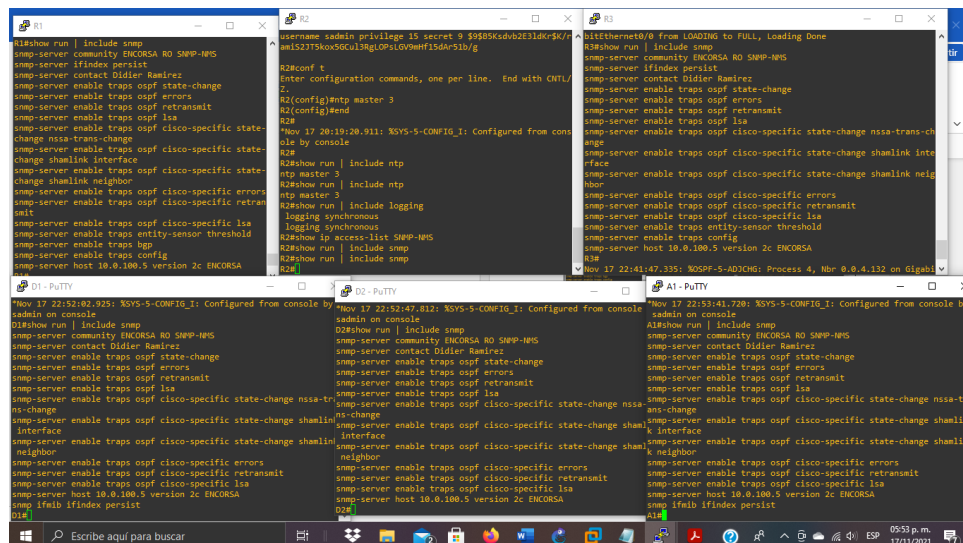 R1
R1#show run | include snmp
snmp-server community ENCORSA RO SNMP-NMS
snmp-server ifindex persist
snmp-server contact Didier Ramirez
snmp-server enable traps ospf state-change
snmp-server enable traps ospf errors
snmp-server enable traps ospf retransmit
snmp-server enable traps ospf lsa
snmp-server enable traps ospf cisco-specific state-
change nssa-trans-change
snmp-server enable traps ospf cisco-specific state-
change shamlink interface
snmp-server enable traps ospf cisco-specific state-
change shamlink neighbor
snmp-server enable traps ospf cisco-specific errors
snmp-server enable traps ospf cisco-specific retran
smit
snmp-server enable traps ospf cisco-specific lsa
snmp-server enable traps entity-sensor threshold
snmp-server enable traps bgp
snmp-server enable traps config
snmp-server host 10.0.100.5 version 2c ENCORSA
R2
username sadmin privilege 15 secret 9
R2#conf t
Enter configuration commands, one per line. End with CNTL/
Z.
R2(config)#ntp master 3
R2(config)#end
R2#
*Nov 17 20:19:20.911: %SYS-5-CONFIG_I: Configured from cons
ole by console
R2#
R2#show run | include ntp
ntp master 3
R2#show run | include ntp
ntp master 3
R2#show run | include logging
logging synchronous
logging synchronous
R2#show ip access-list SNMP-NMS
R2#show run | include snmp
R2#show run | include snmp
R2#
R3
bitEthernet0/0 from LOADING to FULL, Loading Done
R3#show run | include snmp
snmp-server community ENCORSA RO SNMP-NMS
snmp-server ifindex persist
snmp-server contact Didier Ramirez
snmp-server enable traps ospf state-change
snmp-server enable traps ospf errors
snmp-server enable traps ospf retransmit
snmp-server enable traps ospf lsa
snmp-server enable traps ospf cisco-specific state-change nssa-trans-ch
ange
snmp-server enable traps ospf cisco-specific state-change shamlink inte
rface
snmp-server enable traps ospf cisco-specific state-change shamlink neig
hbor
snmp-server enable traps ospf cisco-specific errors
snmp-server enable traps ospf cisco-specific retransmit
snmp-server enable traps ospf cisco-specific lsa
snmp-server enable traps entity-sensor threshold
snmp-server enable traps config
snmp-server host 10.0.100.5 version 2c ENCORSA
R3#
Nov 17 22:41:47.335: %OSPF-5-ADJCHG: Process 4, Nbr 0.0.4.132 on Gigabi
tir
D1 - PuTTY
*Nov 17 22:52:02.925: %SYS-5-CONFIG_I: Configured from console by
sadmin on console
D1#show run | include snmp
snmp-server community ENCORSA RO SNMP-NMS
snmp-server contact Didier Ramirez
snmp-server enable traps ospf state-change
snmp-server enable traps ospf errors
snmp-server enable traps ospf retransmit
snmp-server enable traps ospf lsa
snmp-server enable traps ospf cisco-specific state-change nssa-tr
ns-change
snmp-server enable traps ospf cisco-specific state-change shamlin
interface
snmp-server enable traps ospf cisco-specific state-change shamlin
neighbor
snmp-server enable traps ospf cisco-specific errors
snmp-server enable traps ospf cisco-specific retransmit
snmp-server enable traps ospf cisco-specific lsa
snmp-server host 10.0.100.5 version 2c ENCORSA
snmp ifmib ifindex persist
D1#
D2 - PuTTY
*Nov 17 22:52:47.812: %SYS-5-CONFIG_I: Configured from console
sadmin on console
D2#show run | include snmp
snmp-server community ENCORSA RO SNMP-NMS
snmp-server contact Didier Ramirez
snmp-server enable traps ospf state-change
snmp-server enable traps ospf errors
snmp-server enable traps ospf retransmit
snmp-server enable traps ospf lsa
snmp-server enable traps ospf cisco-specific state-change nssa-
ns-change
snmp-server enable traps ospf cisco-specific state-change shaml
interface
snmp-server enable traps ospf cisco-specific state-change shaml
neighbor
snmp-server enable traps ospf cisco-specific errors
snmp-server enable traps ospf cisco-specific retransmit
snmp-server enable traps ospf cisco-specific lsa
snmp-server host 10.0.100.5 version 2c ENCORSA
D2#
A1 - PuTTY
*Nov 17 22:53:41.720: %SYS-5-CONFIG_I: Configured from console b
sadmin on console
A1#show run | include snmp
snmp-server community ENCORSA RO SNMP-NMS
snmp-server contact Didier Ramirez
snmp-server enable traps ospf state-change
snmp-server enable traps ospf errors
snmp-server enable traps ospf retransmit
snmp-server enable traps ospf lsa
snmp-server enable traps ospf cisco-specific state-change nssa-t
ans-change
snmp-server enable traps ospf cisco-specific state-change shamli
k interface
snmp-server enable traps ospf cisco-specific state-change shamli
k neighbor
snmp-server enable traps ospf cisco-specific errors
snmp-server enable traps ospf cisco-specific retransmit
snmp-server enable traps ospf cisco-specific lsa
snmp-server host 10.0.100.5 version 2c ENCORSA
snmp ifmib ifindex persist
A1#
Escribe aquí para buscar
ESP
05:53 p. m.
17/11/2021